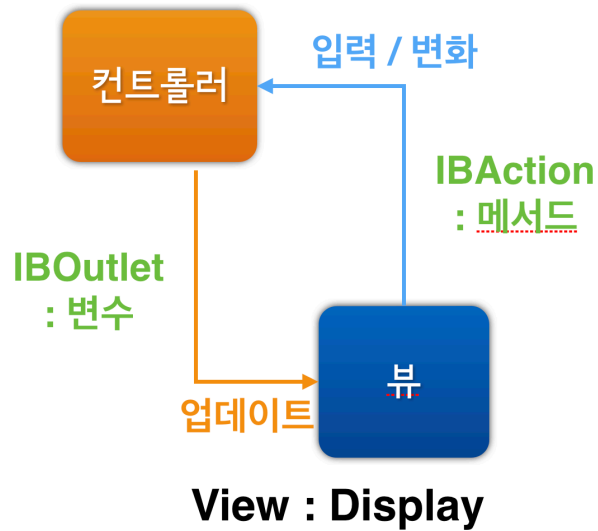 입력 / 변화
컨트롤러
IBAction
: 메서드
IBOutlet
: 변수
뷰
업데이트
View : Display